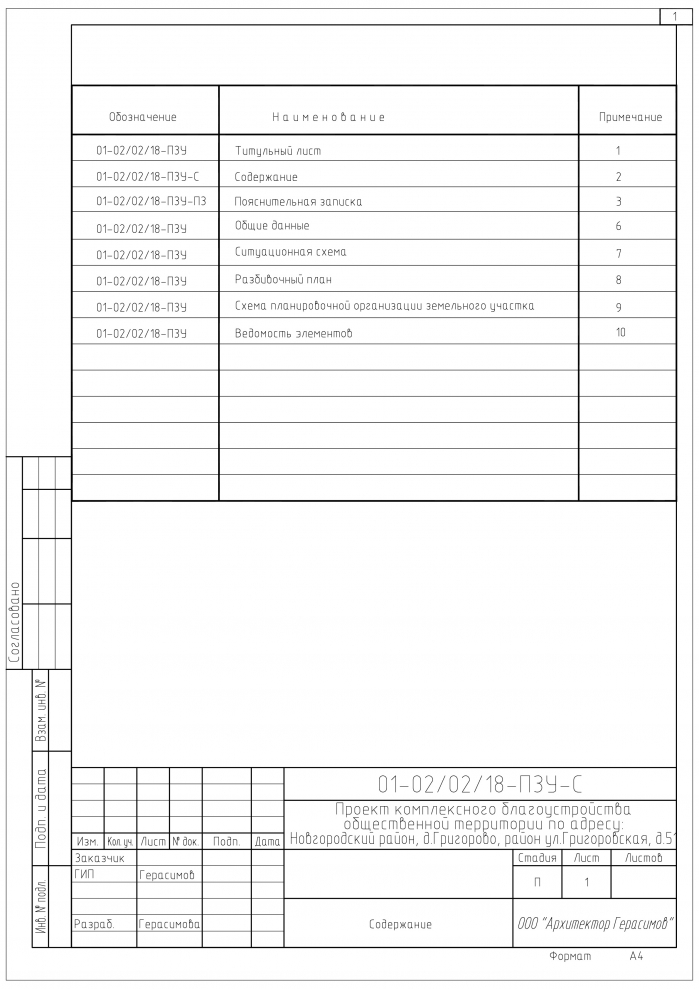 1
Обозначение Наименование Примечание
01-02/02/18-ПЗУ Титульный лист 1
01-02/02/18-ПЗУ-С Содержание 2
01-02/02/18-ПЗУ-ПЗ Пояснительная записка 3
01-02/02/18-ПЗУ Общие данные 6
01-02/02/18-ПЗУ Ситуационная схема 7
01-02/02/18-ПЗУ Разбивочный план 8
01-02/02/18-ПЗУ Схема планировочной организации земельного участка 9
01-02/02/18-ПЗУ Ведомость элементов 10
Согласовано
Взам. инв. №
Подп. и дата
Инв. № подл.
01-02/02/18-ПЗУ-С
Проект комплексного благоустройства
общественной территории по адресу:
Новгородский район, д.Григорово, район ул.Григоровская, д.51
Изм. Кол.уч. Лист № док. Подп. Дата
Заказчик
ГИП Герасимов
Разраб. Герасимова
Стадия Лист Листов
П 1
Содержание
ООО "Архитектор Герасимов"
Формат А4